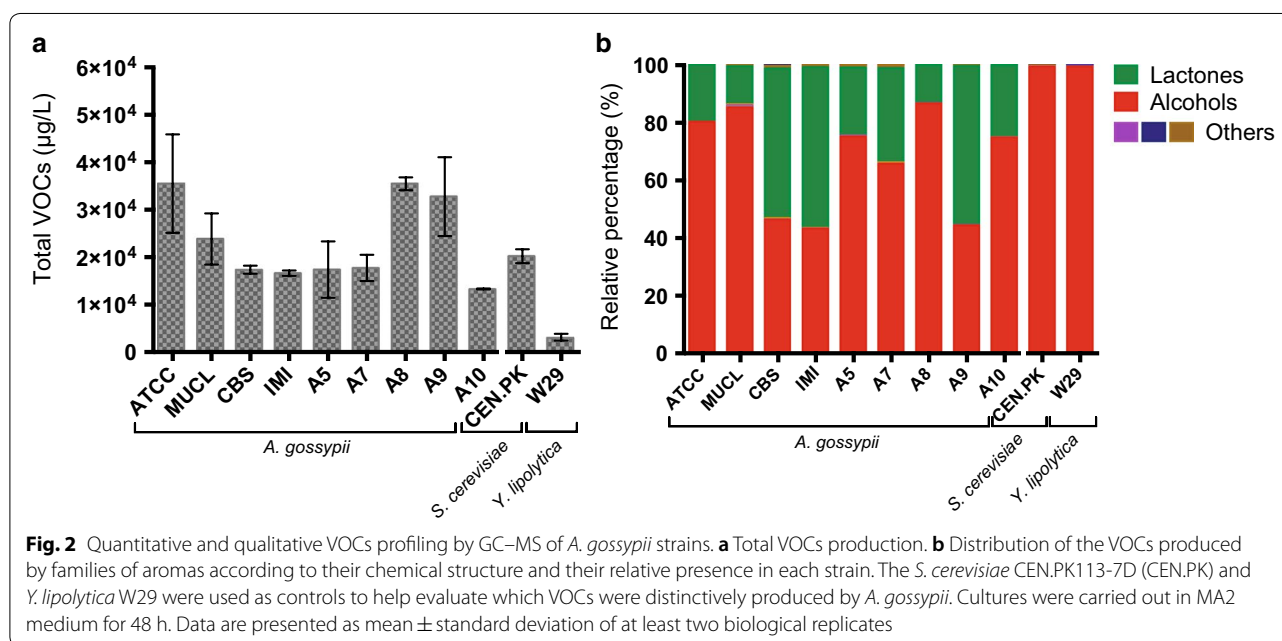 a
6×10⁴
5×10⁴
4×10⁴
3×10⁴
2×10⁴
1×10⁴
0
Total VOCs (µg/L)
ATCC
MUCL
CBS
IMI
A5
A7
A8
A9
A10
CEN.PK
W29
A. gossypii
S. cerevisiae
Y. lipolytica
b
100
80
60
40
20
0
Relative percentage (%)
ATCC
MUCL
CBS
IMI
A5
A7
A8
A9
A10
CEN.PK
W29
A. gossypii
S. cerevisiae
Y. lipolytica
Lactones
Alcohols
Others
Fig. 2 Quantitative and qualitative VOCs profiling by GC–MS of A. gossypii strains. a Total VOCs production. b Distribution of the VOCs produced
by families of aromas according to their chemical structure and their relative presence in each strain. The S. cerevisiae CEN.PK113-7D (CEN.PK) and
Y. lipolytica W29 were used as controls to help evaluate which VOCs were distinctively produced by A. gossypii. Cultures were carried out in MA2
medium for 48 h. Data are presented as mean ± standard deviation of at least two biological replicates